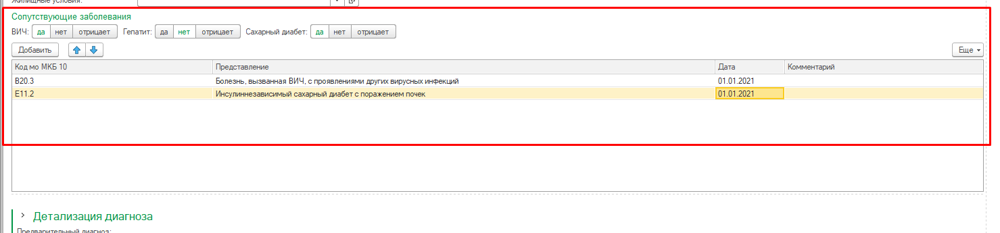 Жилищные условия:
Сопутствующие заболевания
ВИЧ: да нет отрицает Гепатит: да нет отрицает Сахарный диабет: да нет отрицает
Добавить Еще
Код мо МКБ 10 Представление Дата Комментарий
B20.3 Болезнь, вызванная ВИЧ, с проявлениями других вирусных инфекций 01.01.2021
E11.2 Инсулиннезависимый сахарный диабет с поражением почек 01.01.2021
Детализация диагноза
Предварительный диагноз: